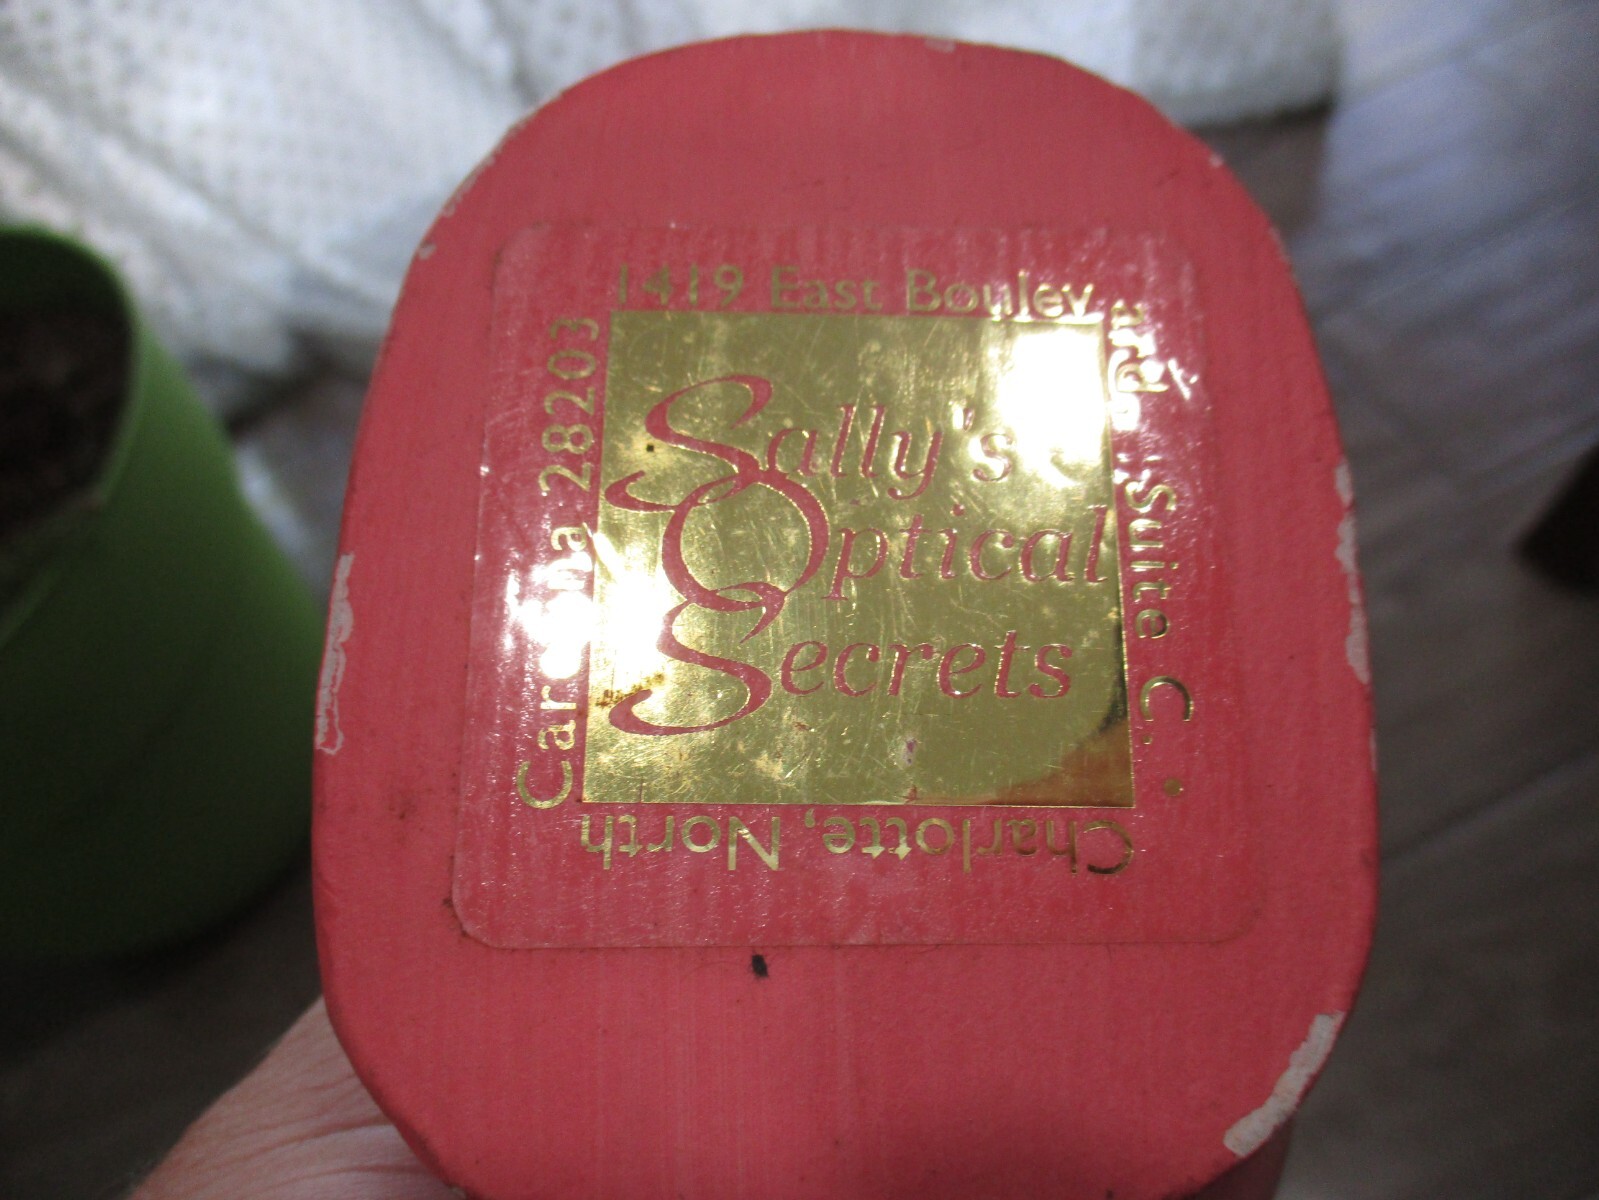 1419 East Boulevard, Suite C. •
Charlotte, North
Carolina 28203
Sally's
Optical
Secrets